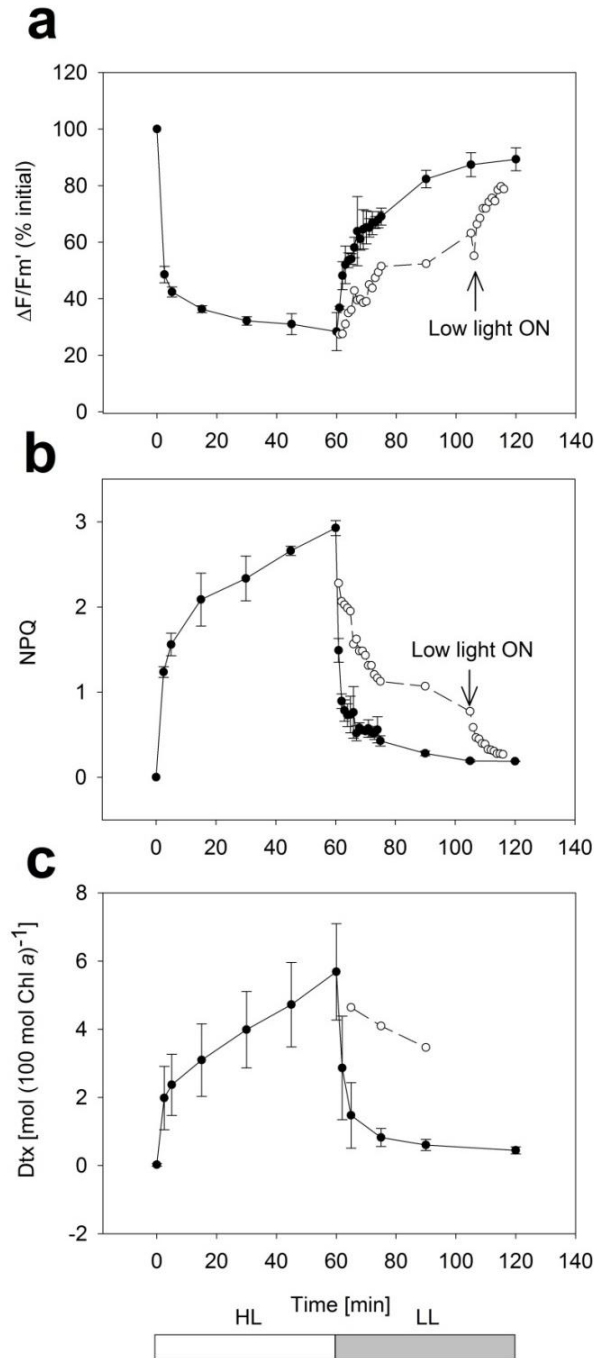 a
120
100
80
60
40
20
0
ΔF/Fm' (% initial)
Low light ON
0 20 40 60 80 100 120 140
b
3
2
1
0
NPQ
Low light ON
0 20 40 60 80 100 120 140
c
8
6
4
2
0
-2
Dtx [mol (100 mol Chl a)⁻¹]
0 20 40 60 80 100 120 140
Time [min]
HL LL